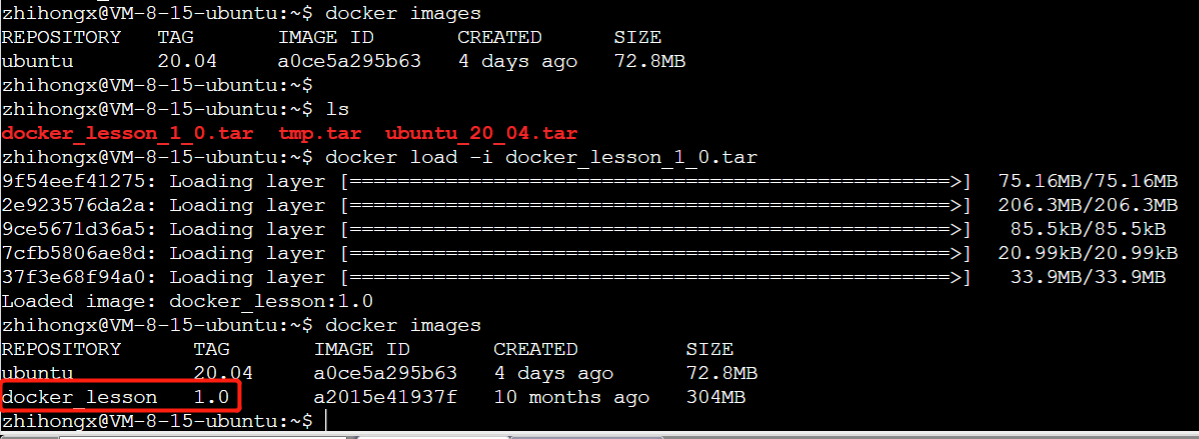 zhihongx@VM-8-15-ubuntu:~$ docker images
REPOSITORY   TAG       IMAGE ID       CREATED      SIZE
ubuntu       20.04     a0ce5a295b63   4 days ago   72.8MB
zhihongx@VM-8-15-ubuntu:~$
zhihongx@VM-8-15-ubuntu:~$ ls
docker_lesson_1_0.tar  tmp.tar  ubuntu_20_04.tar
zhihongx@VM-8-15-ubuntu:~$ docker load -i docker_lesson_1_0.tar
9f54eef41275: Loading layer [==================================================>]  75.16MB/75.16MB
2e923576da2a: Loading layer [==================================================>]  206.3MB/206.3MB
9ce5671d36a5: Loading layer [==================================================>]   85.5kB/85.5kB
7cfb5806ae8d: Loading layer [==================================================>]  20.99kB/20.99kB
37f3e68f94a0: Loading layer [==================================================>]   33.9MB/33.9MB
Loaded image: docker_lesson:1.0
zhihongx@VM-8-15-ubuntu:~$ docker images
REPOSITORY      TAG       IMAGE ID       CREATED         SIZE
ubuntu          20.04     a0ce5a295b63   4 days ago      72.8MB
docker_lesson   1.0       a2015e41937f   10 months ago   304MB
zhihongx@VM-8-15-ubuntu:~$